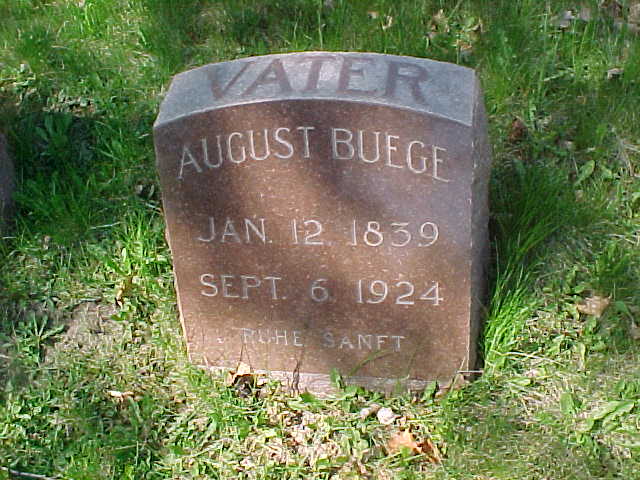 VATER
AUGUST BUEGE
JAN. 12. 1839
SEPT. 6. 1924
RUHE SANFT